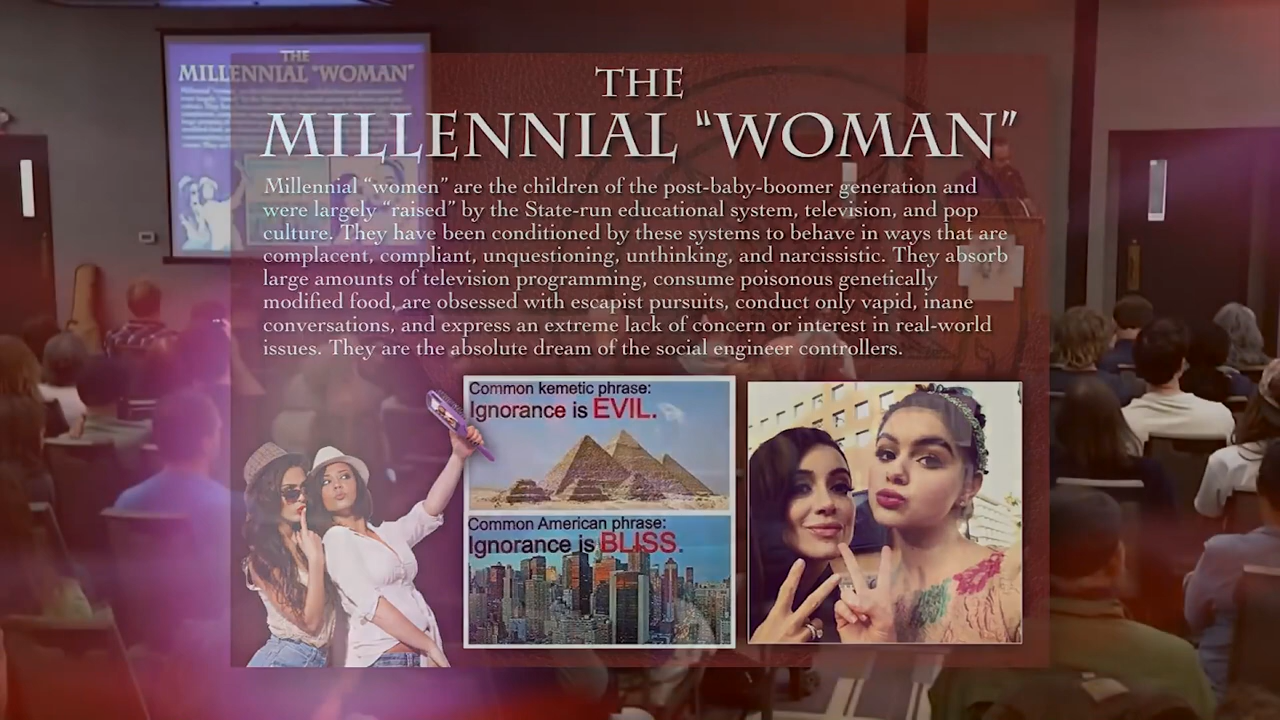 THE
MILLENNIAL "WOMAN"
THE
MILLENNIAL “WOMAN”
Millennial “women” are the children of the post-baby-boomer generation and
were largely “raised” by the State-run educational system, television, and pop
culture. They have been conditioned by these systems to behave in ways that are
complacent, compliant, unquestioning, unthinking, and narcissistic. They absorb
large amounts of television programming, consume poisonous genetically
modified food, are obsessed with escapist pursuits, conduct only vapid, inane
conversations, and express an extreme lack of concern or interest in real-world
issues. They are the absolute dream of the social engineer controllers.
Common kemetic phrase:
Ignorance is EVIL.
Common American phrase:
Ignorance is BLISS.